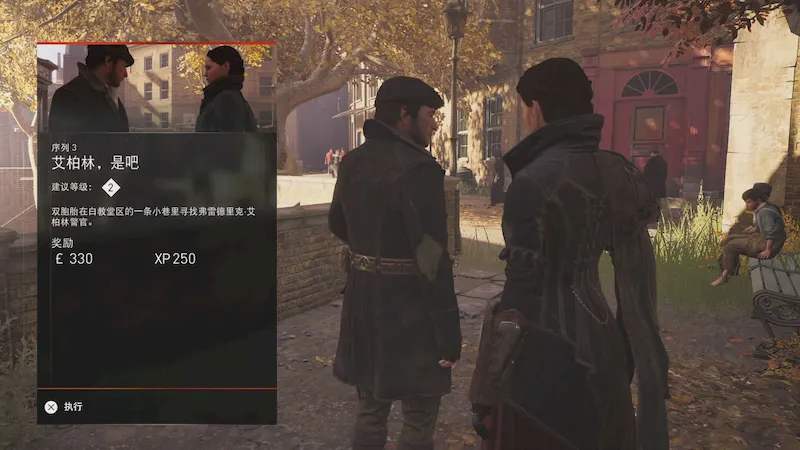 序列 3
艾柏林，是吧
建议等级： 2
双胞胎在白教堂区的一条小巷里寻找弗雷德里克·艾
柏林警官。
奖励
£ 330 XP 250
执行